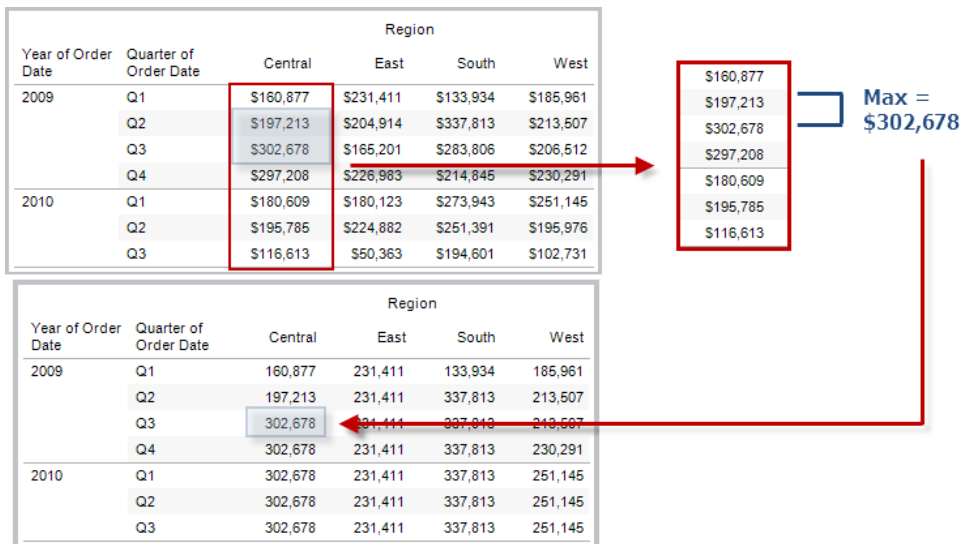 Region
Year of Order Date Quarter of Order Date Central East South West
2009 Q1 $160,877 $231,411 $133,934 $185,961
Q2 $197,213 $204,914 $337,813 $213,507
Q3 $302,678 $165,201 $283,806 $206,512
Q4 $297,208 $226,983 $214,845 $230,291
2010 Q1 $180,609 $180,123 $273,943 $251,145
Q2 $195,785 $224,882 $251,391 $195,976
Q3 $116,613 $50,363 $194,601 $102,731
$160,877
$197,213
$302,678
$297,208
$180,609
$195,785
$116,613
Max =
$302,678
Region
Year of Order Date Quarter of Order Date Central East South West
2009 Q1 160,877 231,411 133,934 185,961
Q2 197,213 231,411 337,813 213,507
Q3 302,678 231,411 337,813 213,507
Q4 302,678 231,411 337,813 230,291
2010 Q1 302,678 231,411 337,813 251,145
Q2 302,678 231,411 337,813 251,145
Q3 302,678 231,411 337,813 251,145